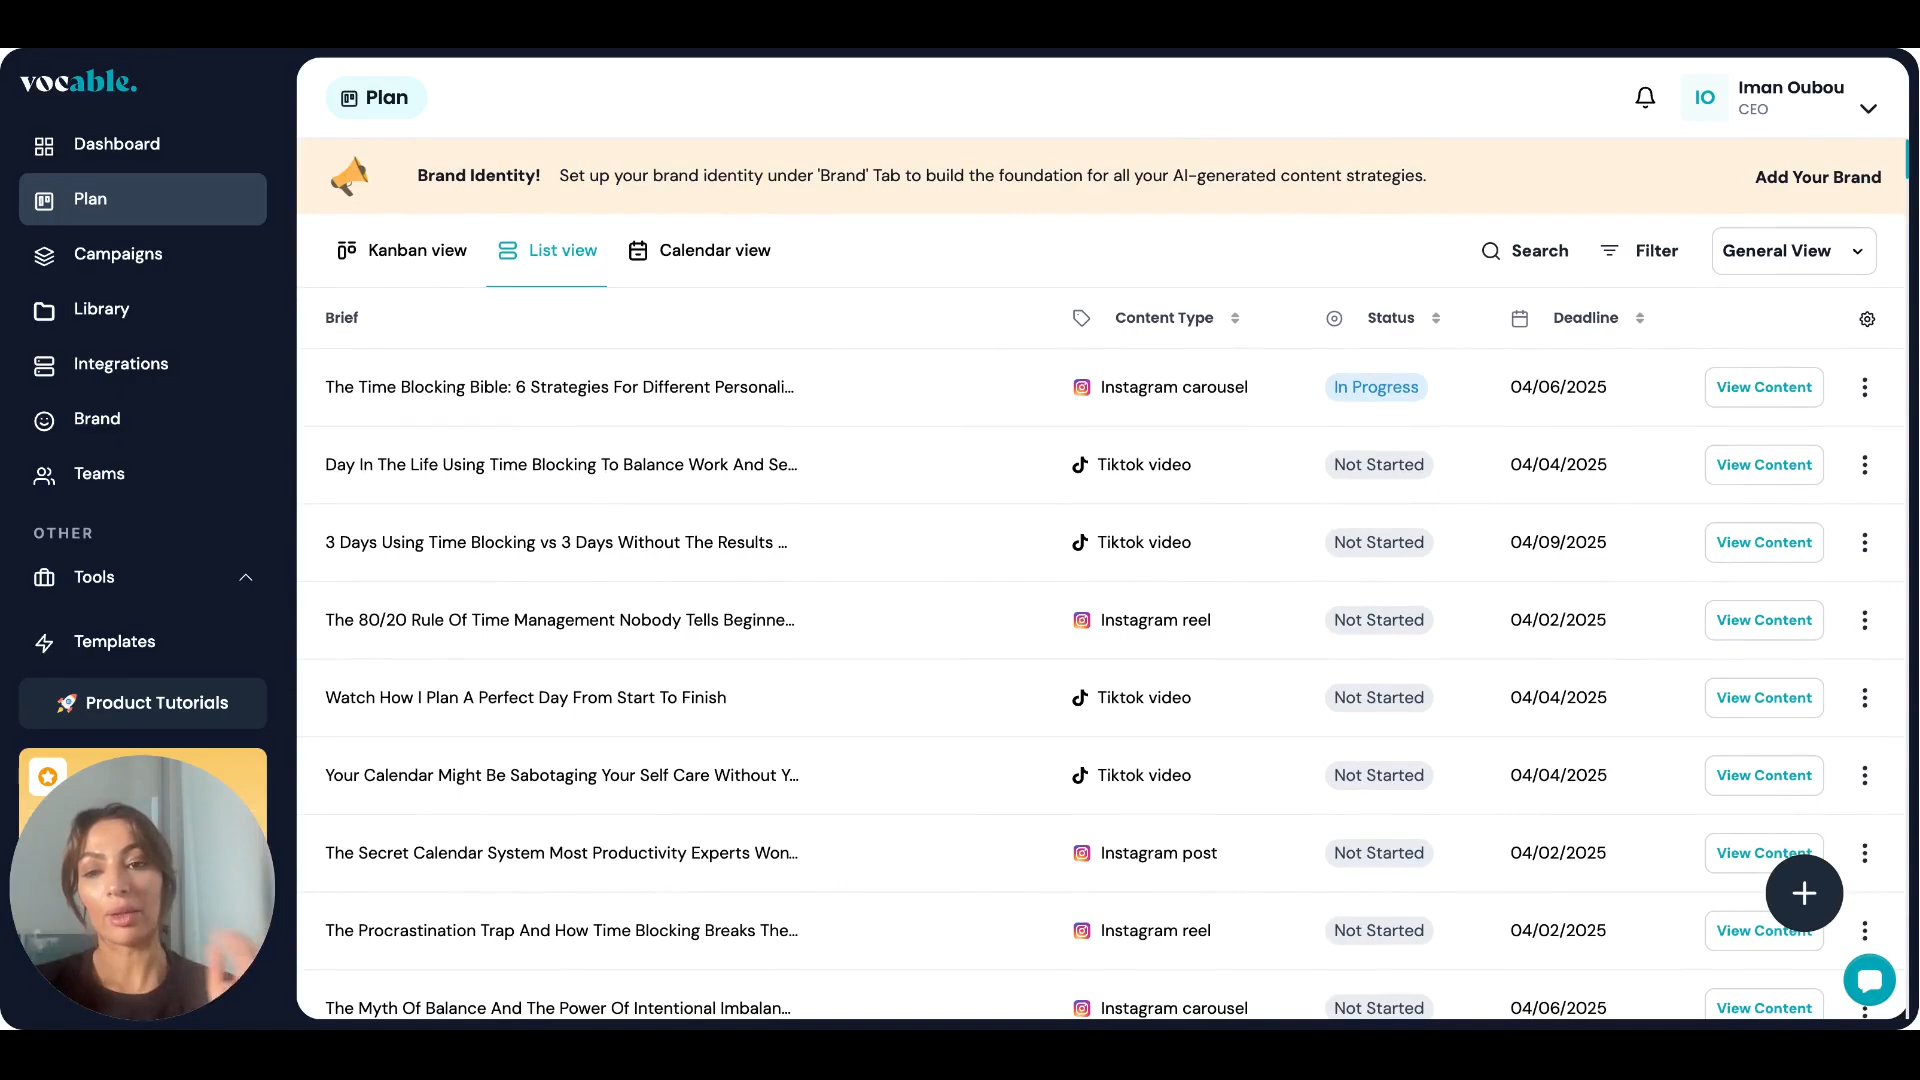 vocable.
Dashboard
Plan
Campaigns
Library
Integrations
Brand
Teams
OTHER
Tools
Templates
Product Tutorials
Plan
IO
Iman Oubou
CEO
Brand Identity! Set up your brand identity under 'Brand' Tab to build the foundation for all your AI-generated content strategies. Add Your Brand
Kanban view List view Calendar view Search Filter General View
Brief Content Type Status Deadline
The Time Blocking Bible: 6 Strategies For Different Personali... Instagram carousel In Progress 04/06/2025 View Content
Day In The Life Using Time Blocking To Balance Work And Se... Tiktok video Not Started 04/04/2025 View Content
3 Days Using Time Blocking vs 3 Days Without The Results ... Tiktok video Not Started 04/09/2025 View Content
The 80/20 Rule Of Time Management Nobody Tells Beginne... Instagram reel Not Started 04/02/2025 View Content
Watch How I Plan A Perfect Day From Start To Finish Tiktok video Not Started 04/04/2025 View Content
Your Calendar Might Be Sabotaging Your Self Care Without Y... Tiktok video Not Started 04/04/2025 View Content
The Secret Calendar System Most Productivity Experts Won... Instagram post Not Started 04/02/2025 View Content
The Procrastination Trap And How Time Blocking Breaks The... Instagram reel Not Started 04/02/2025 View Content
The Myth Of Balance And The Power Of Intentional Imbalan... Instagram carousel Not Started 04/06/2025 View Content